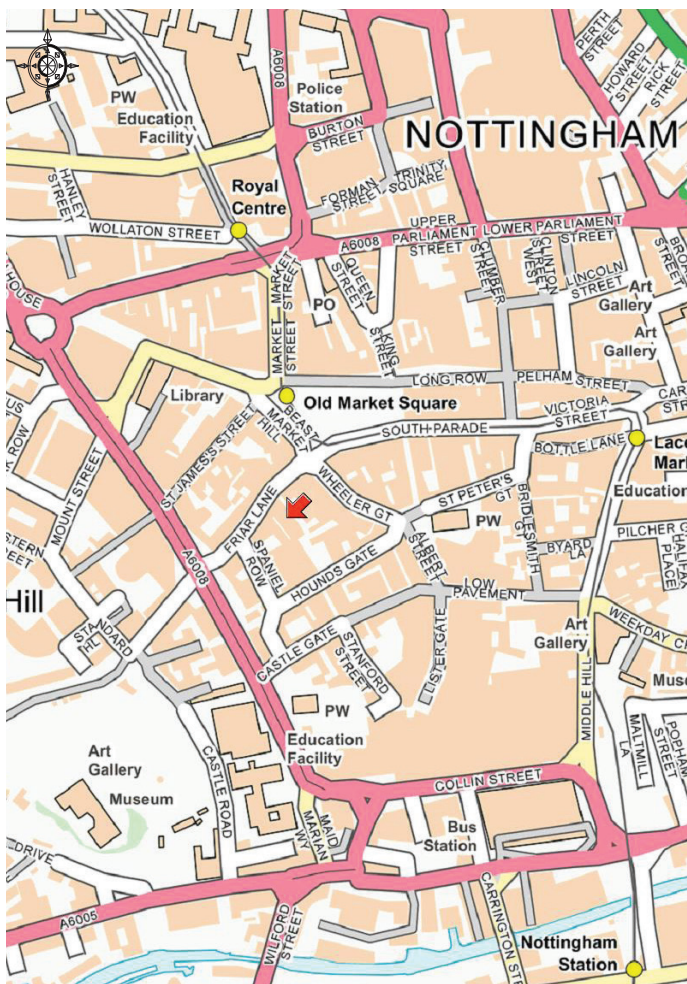 PERTH
STREET
HOWARD
STREET
RICK
STREET
A6008
PW
Police
Station
Education
Facility
BURTON
STREET
NOTTINGHAM
HANLEY
STREET
Royal
Centre
FORMAN
STREET
TRINITY
SQUARE
WOLLATON STREET
UPPER
PARLIAMENT
STREET
LOWER PARLIAMENT
STREET
A6008
MARKET
STREET
QUEEN
STREET
CLUMBER
STREET
CLINTON
STREET
WEST
LINCOLN
STREET
Art
Gallery
PO
MARKET
STREET
KING
STREET
Art
Gallery
LONG ROW
PELHAM STREET
Library
Old Market Square
BEAST
MARKET
HILL
VICTORIA
STREET
SOUTH PARADE
BOTTLE LANE
ST JAMES'S STREET
MOUNT STREET
FRIAR LANE
WHEELER GT
ST PETER'S
GT
PW
BRIDLESMITH
GT
Education
A6008
SPANIEL
ROW
HOUNDS GATE
ALBERT
STREET
BYARD
LA
PILCHER G
HALIFAX
PLACE
LOW
PAVEMENT
Hill
STANDARD
HL
CASTLE GATE
STANFORD
STREET
LISTER GATE
Art
Gallery
WEEKDAY C
PW
Education
Facility
MIDDLE HILL
MALTMILL
LA
POPHAM
STREET
Art
Gallery
Museum
CASTLE ROAD
COLLIN STREET
MAID
MARIAN
WY
Bus
Station
DRIVE
A6005
WILFORD
STREET
CARRINGTON ST
Nottingham
Station